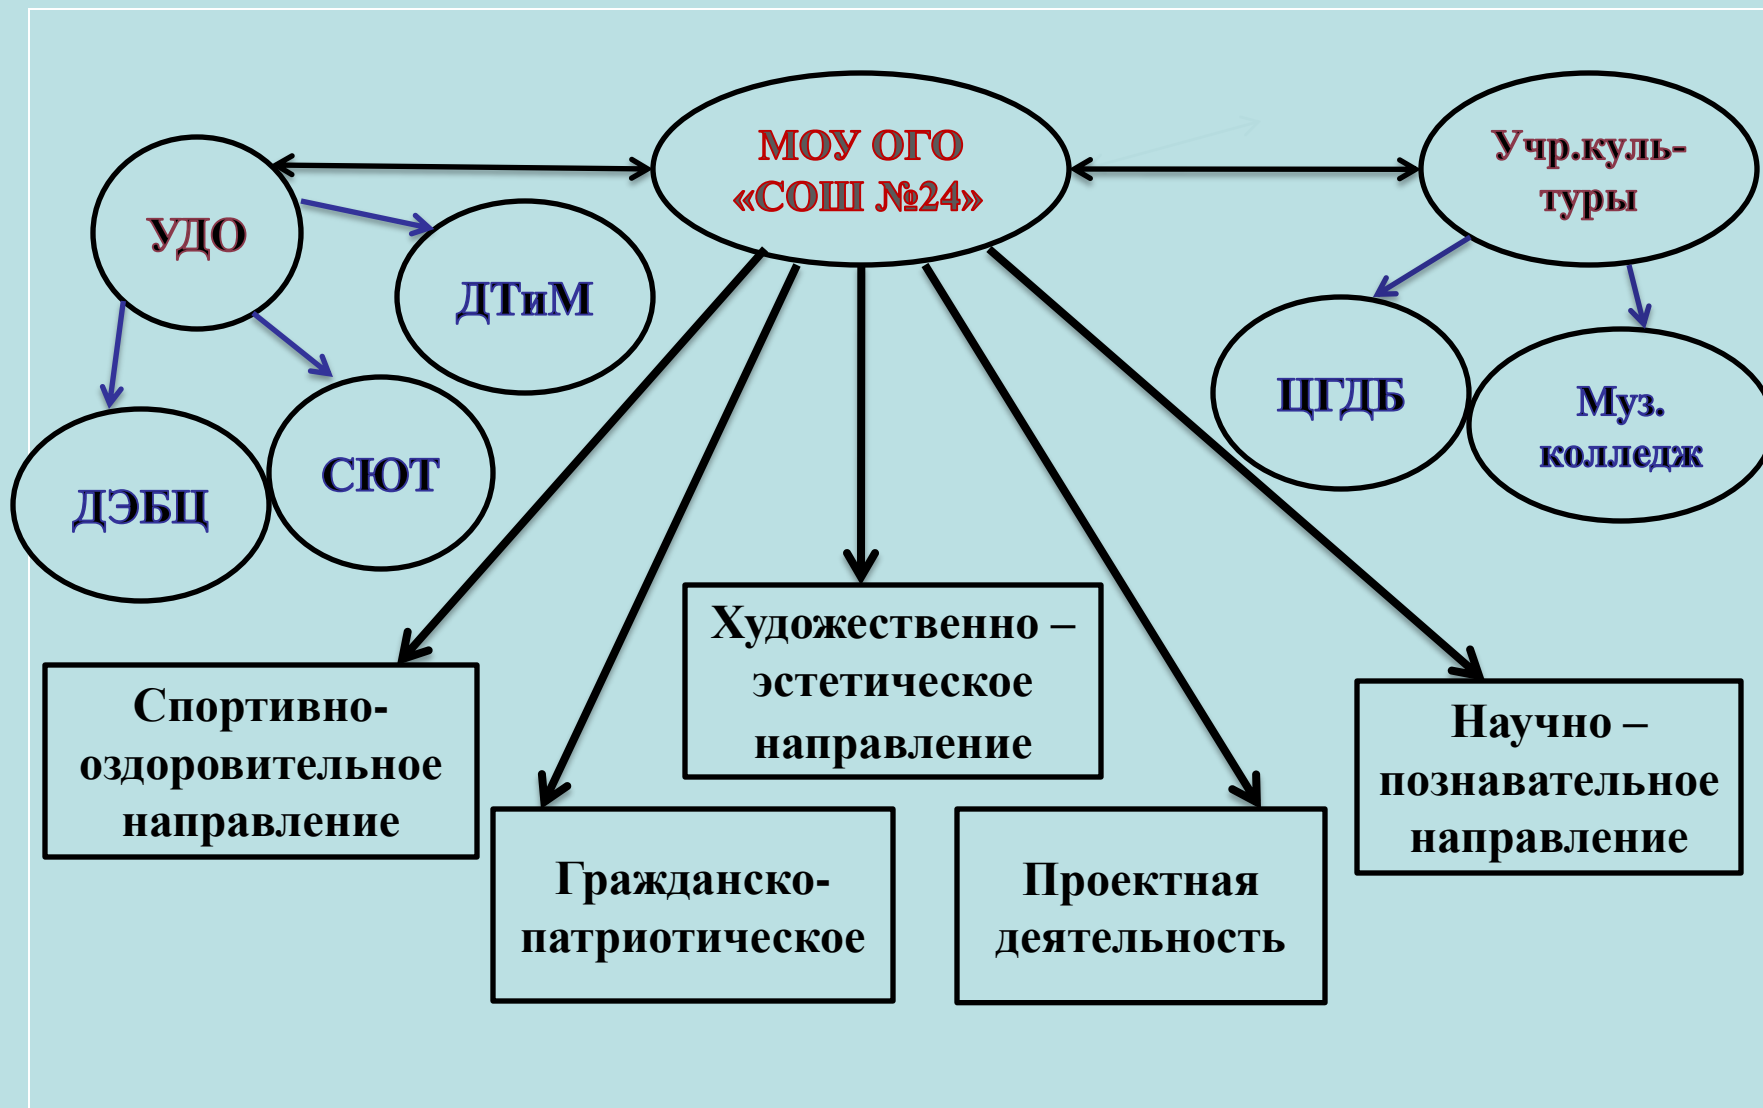 МОУ ОГО
«СОШ №24»
Учр.куль-
туры
УДО
ДТиМ
ЦГДБ
Муз.
колледж
СЮТ
ДЭБЦ
Художественно –
эстетическое
направление
Спортивно-
оздоровительное
направление
Научно –
познавательное
направление
Гражданско-
патриотическое
Проектная
деятельность